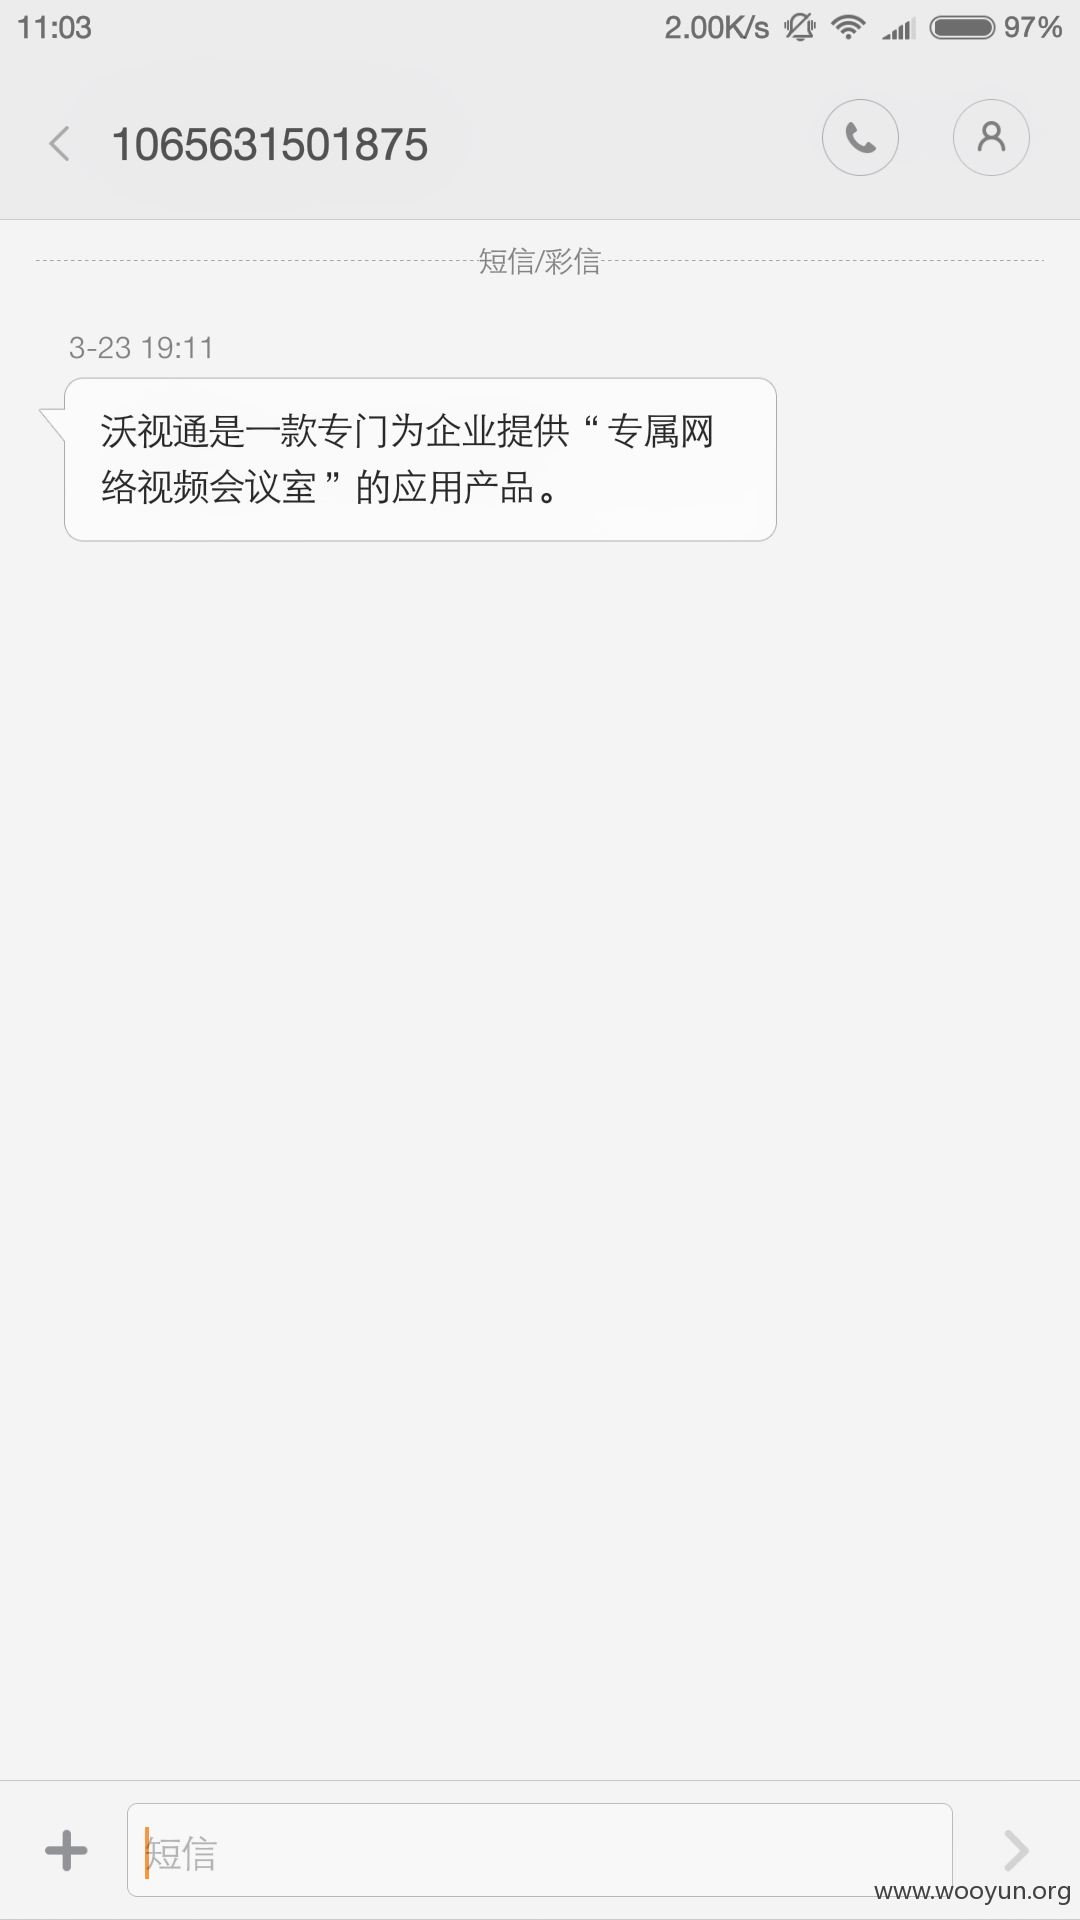 11:03 2.00K/s 97%
1065631501875
短信/彩信
3-23 19:11
沃视通是一款专门为企业提供“专属网
络视频会议室”的应用产品。
短信
www.wooyun.org